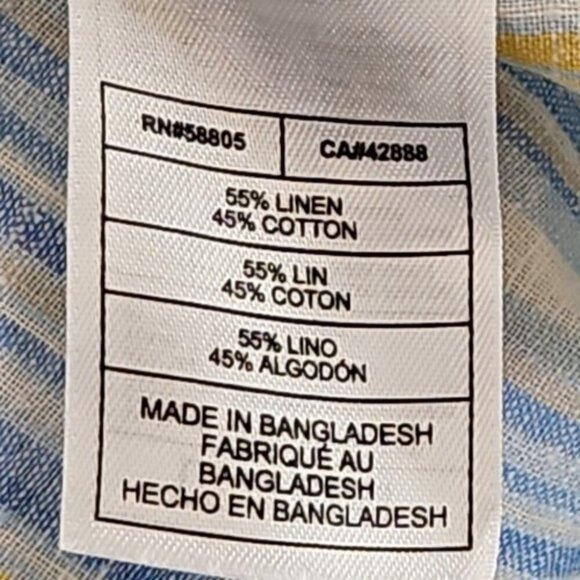 RN#58805 CA#42888
55% LINEN
45% COTTON
55% LIN
45% COTON
55% LINO
45% ALGODÓN
MADE IN BANGLADESH
FABRIQUÉ AU
BANGLADESH
HECHO EN BANGLADESH